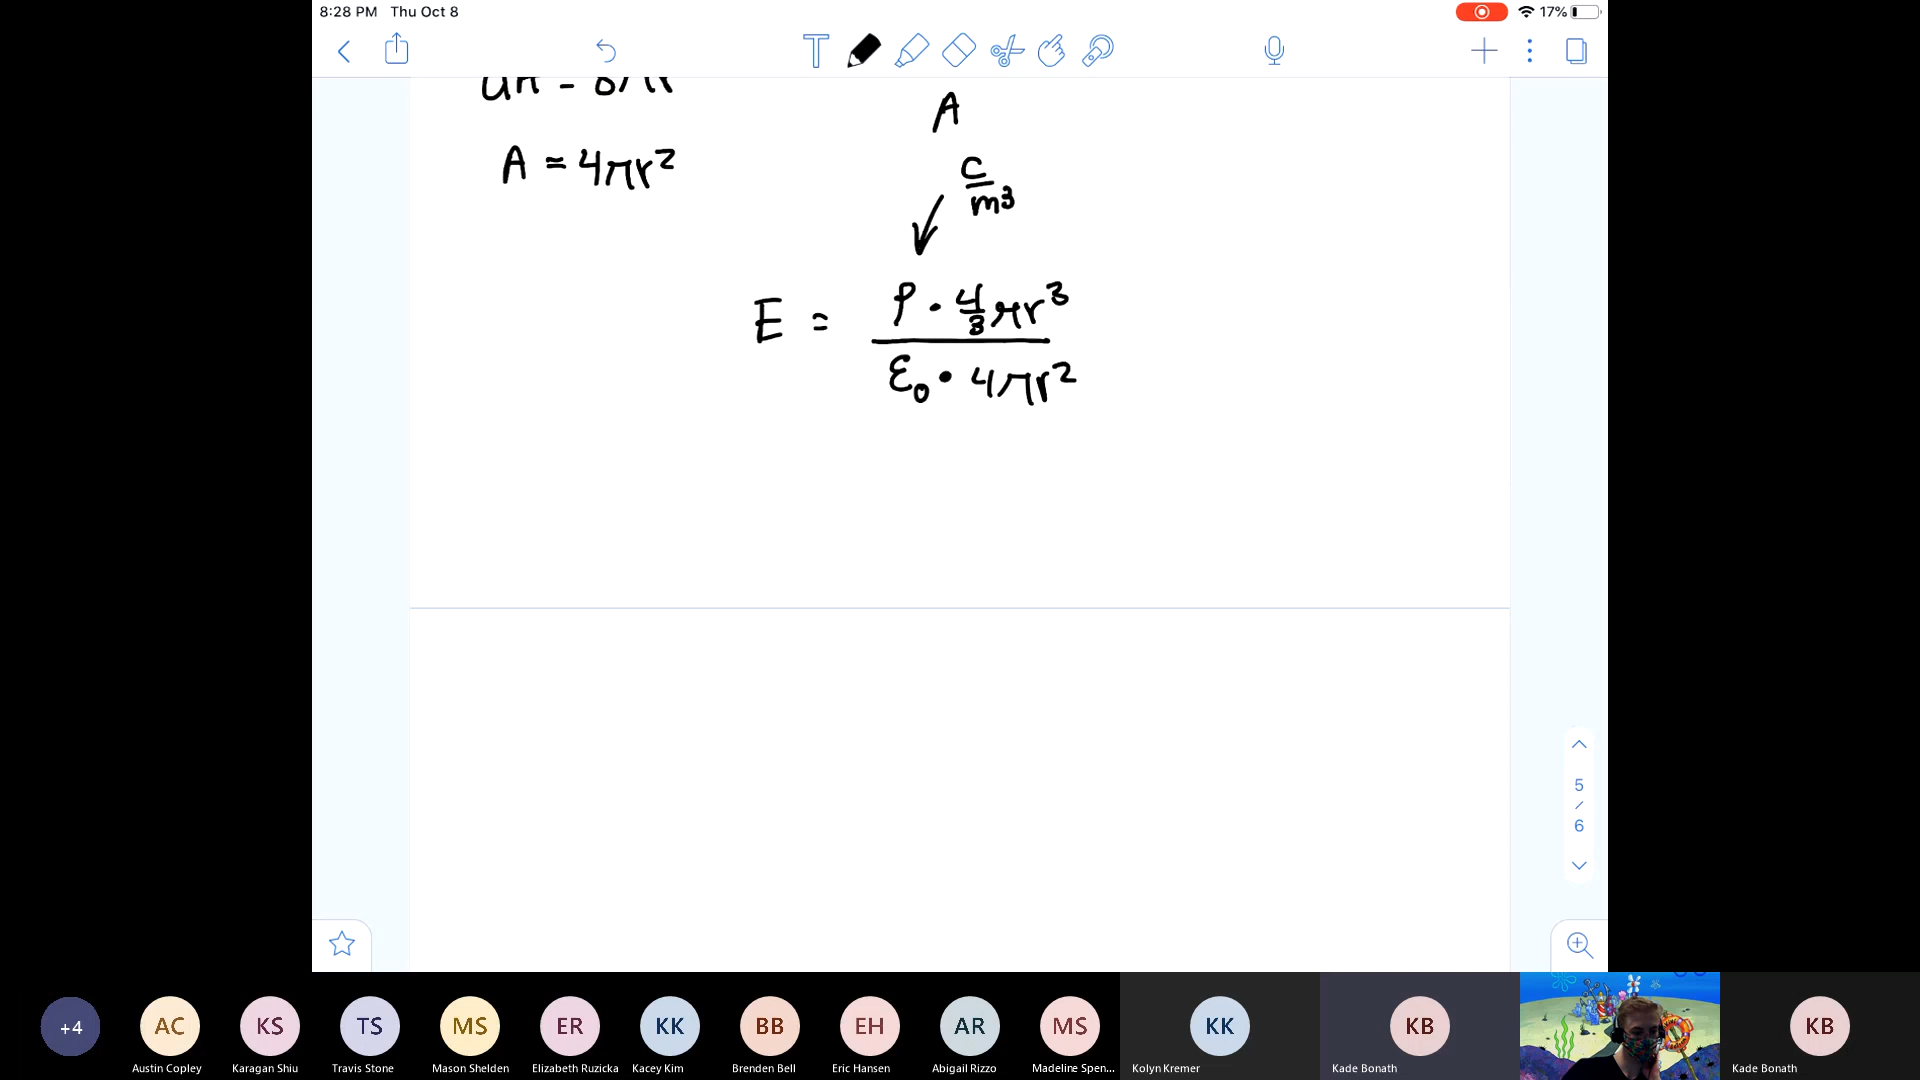 8:28 PM Thu Oct 8
17%
T
dA = 8πr
A
A = 4πr²
C
m³
E = ρ · 4/3 πr³
ε₀ · 4πr²
5
/
6
+4
AC
KS
TS
MS
ER
KK
BB
EH
AR
MS
KK
KB
KB
Austin Copley
Karagan Shiu
Travis Stone
Mason Shelden
Elizabeth Ruzicka
Kacey Kim
Brenden Bell
Eric Hansen
Abigail Rizzo
Madeline Spen...
Kolyn Kremer
Kade Bonath
Kade Bonath